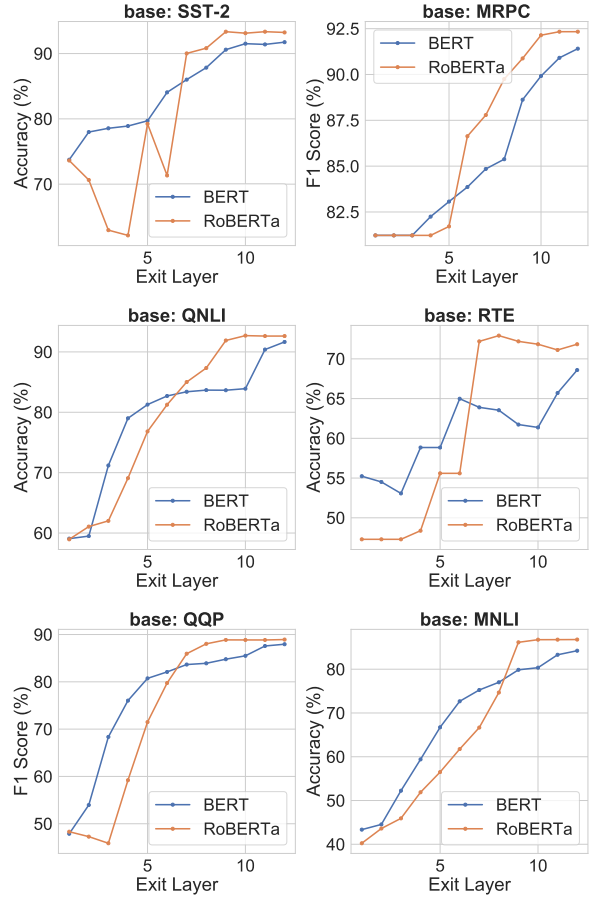 base: SST-2
Accuracy (%)
90
80
70
BERT
RoBERTa
5
10
Exit Layer
base: MRPC
F1 Score (%)
92.5
90.0
87.5
85.0
82.5
BERT
RoBERTa
5
10
Exit Layer
base: QNLI
Accuracy (%)
90
80
70
60
BERT
RoBERTa
5
10
Exit Layer
base: RTE
Accuracy (%)
70
65
60
55
50
BERT
RoBERTa
5
10
Exit Layer
base: QQP
F1 Score (%)
90
80
70
60
50
BERT
RoBERTa
5
10
Exit Layer
base: MNLI
Accuracy (%)
80
70
60
50
40
BERT
RoBERTa
5
10
Exit Layer